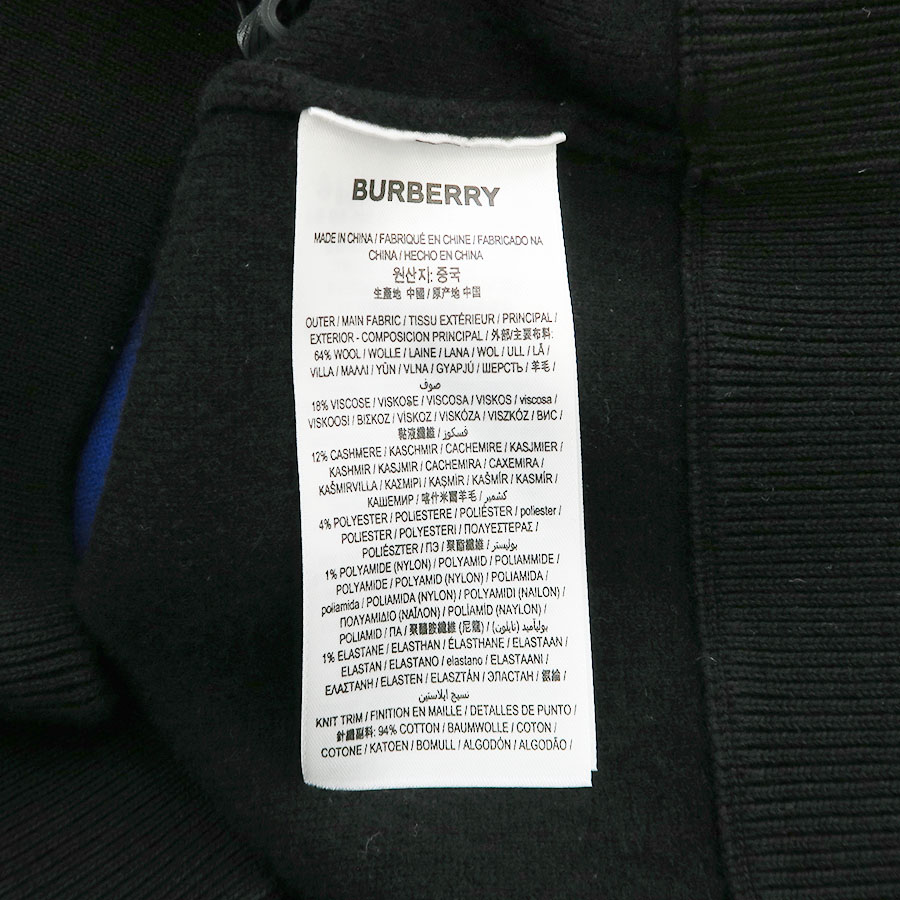 BURBERRY
MADE IN CHINA / FABRIQUÉ EN CHINE / FABRICADO NA
CHINA / HECHO EN CHINA
원산지: 중국
生產地 中國 / 原产地 中国
OUTER / MAIN FABRIC / TISSU EXTÉRIEUR / PRINCIPAL /
EXTERIOR - COMPOSICION PRINCIPAL / 外部/主要布料:
64% WOOL / WOLLE / LAINE / LANA / WOL / ULL / LÃ /
VILLA / ΜΑΛΛΙ / YÜN / VLNA / GYAPJÚ / ШЕРСТЬ / 羊毛 /
صوف
18% VISCOSE / VISKOSE / VISCOSA / VISKOS / viscosa /
VISKOOSI / ΒΙΣΚΟΖ / VİSKOZ / VISKÓZA / VISZKÓZ / ВИС /
黏液纖維 / فسكوز
12% CASHMERE / KASCHMIR / CACHEMIRE / KASJMIER /
KASHMIR / KASJMIR / CACHEMIRA / CAXEMIRA /
KAŠMIRVILLA / ΚΑΣΜΙΡΙ / KAŞMİR / KAŠMÍR / KASMÍR /
КАШЕМИР / 喀什米爾羊毛 / كشمير
4% POLYESTER / POLIESTERE / POLIÉSTER / poliester /
POLIESTER / POLYESTERI / ΠΟΛΥΕΣΤΕΡΑΣ /
POLIÉSZTER / ПЭ / 聚酯纖維 / بوليستر
1% POLYAMIDE (NYLON) / POLYAMID / POLIAMMIDE /
POLYAMIDE / POLYAMID (NYLON) / POLIAMIDA /
poliamida / POLIAMIDA (NYLON) / POLYAMIDI (NAILON) /
ΠΟΛΥΑΜΙΔΙΟ (ΝΑΪΛΟΝ) / POLİAMİD (NAYLON) /
POLIAMID / ПА / 聚醯胺纖維 (尼龍) / بولياميد (نايلون)
1% ELASTANE / ELASTHAN / ÉLASTHANE / ELASTAAN /
ELASTAN / ELASTANO / elastano / ELASTAANI /
ΕΛΑΣΤΑΝΗ / ELASTEN / ELASZTÁN / ЭЛАСТАН /
نسيج ايلاستين
KNIT TRIM / FINITION EN MAILLE / DETALLES DE PUNTO /
針織副料: 94% COTTON / BAUMWOLLE / COTON /
COTONE / KATOEN / BOMULL / ALGODÓN / ALGODÃO /